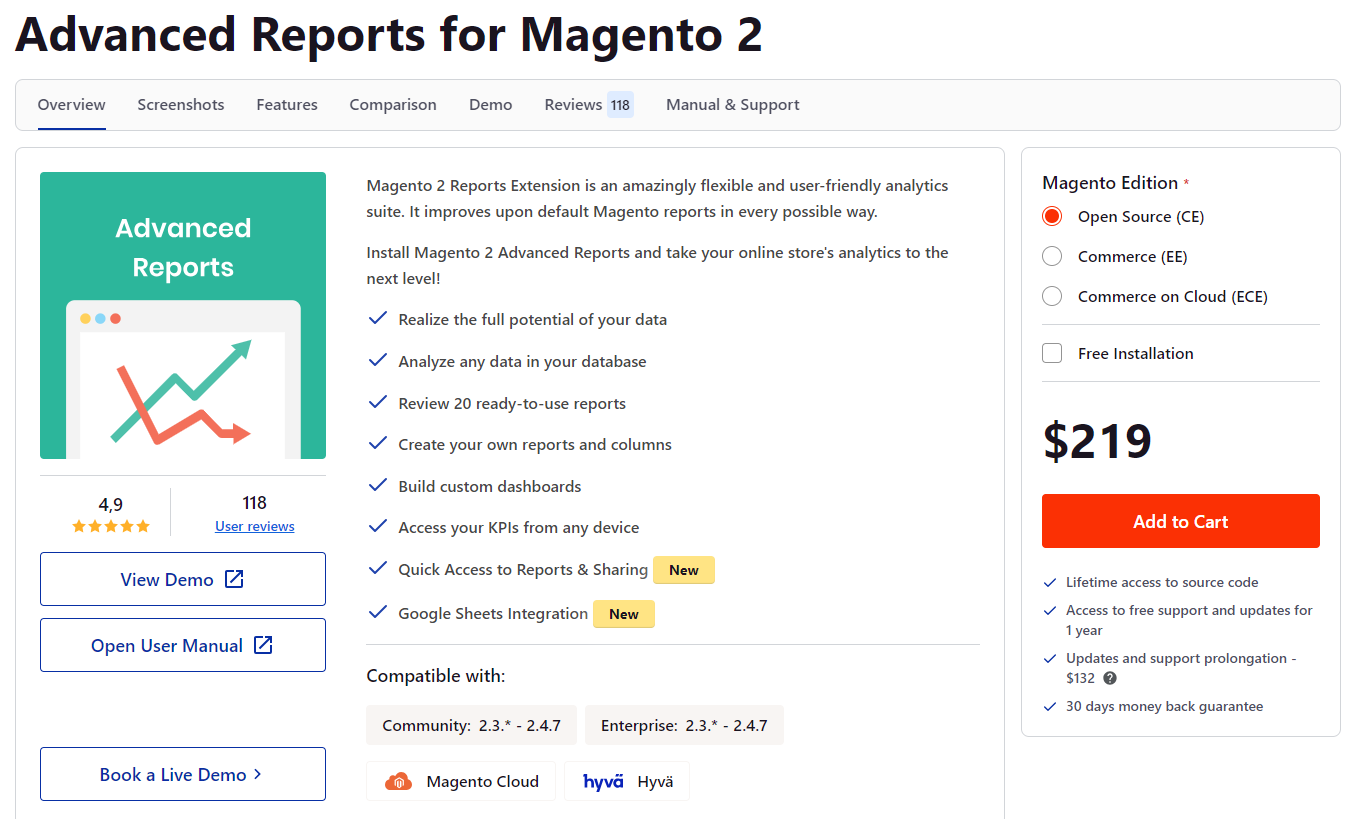 Advanced Reports for Magento 2
Overview
Screenshots
Features
Comparison
Demo
Reviews 118
Manual & Support
Advanced
Reports
4,9
118
User reviews
View Demo
Open User Manual
Book a Live Demo
Magento 2 Reports Extension is an amazingly flexible and user-friendly analytics
suite. It improves upon default Magento reports in every possible way.
Install Magento 2 Advanced Reports and take your online store's analytics to the
next level!
Realize the full potential of your data
Analyze any data in your database
Review 20 ready-to-use reports
Create your own reports and columns
Build custom dashboards
Access your KPIs from any device
Quick Access to Reports & Sharing New
Google Sheets Integration New
Compatible with:
Community: 2.3.* - 2.4.7
Enterprise: 2.3.* - 2.4.7
Magento Cloud
hyvä Hyvä
Magento Edition *
Open Source (CE)
Commerce (EE)
Commerce on Cloud (ECE)
Free Installation
$219
Add to Cart
Lifetime access to source code
Access to free support and updates for
1 year
Updates and support prolongation -
$132 ?
30 days money back guarantee